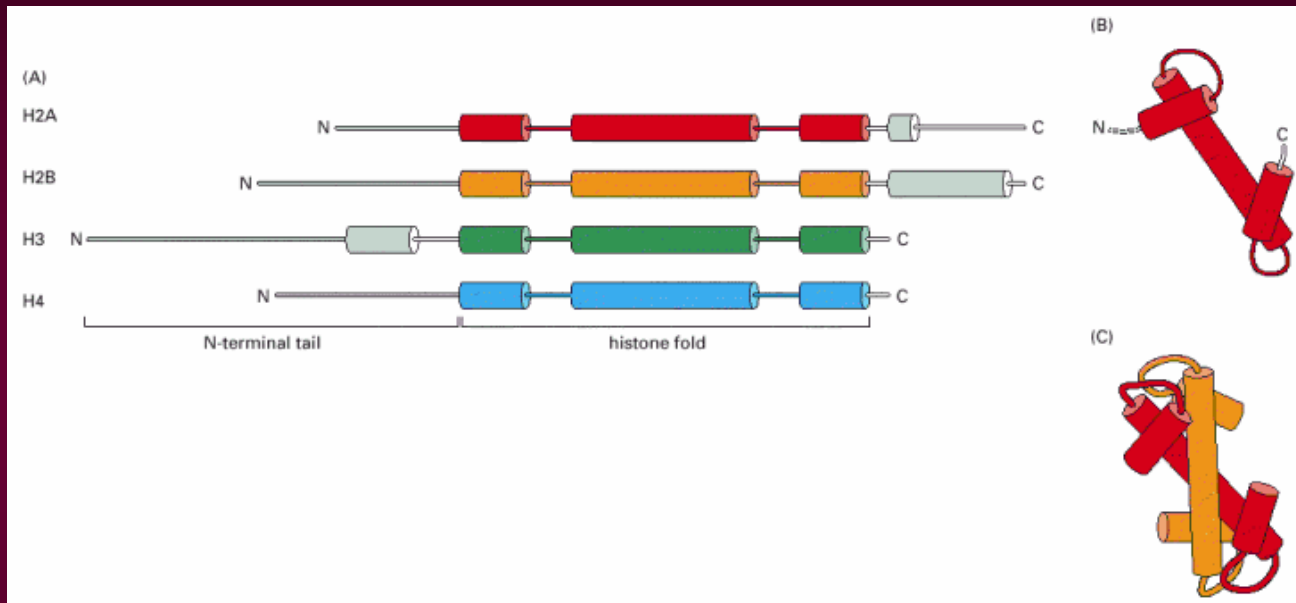 (A)
H2A
N
C
H2B
N
C
H3
N
C
H4
N
C
N-terminal tail
histone fold
(B)
N
C
(C)